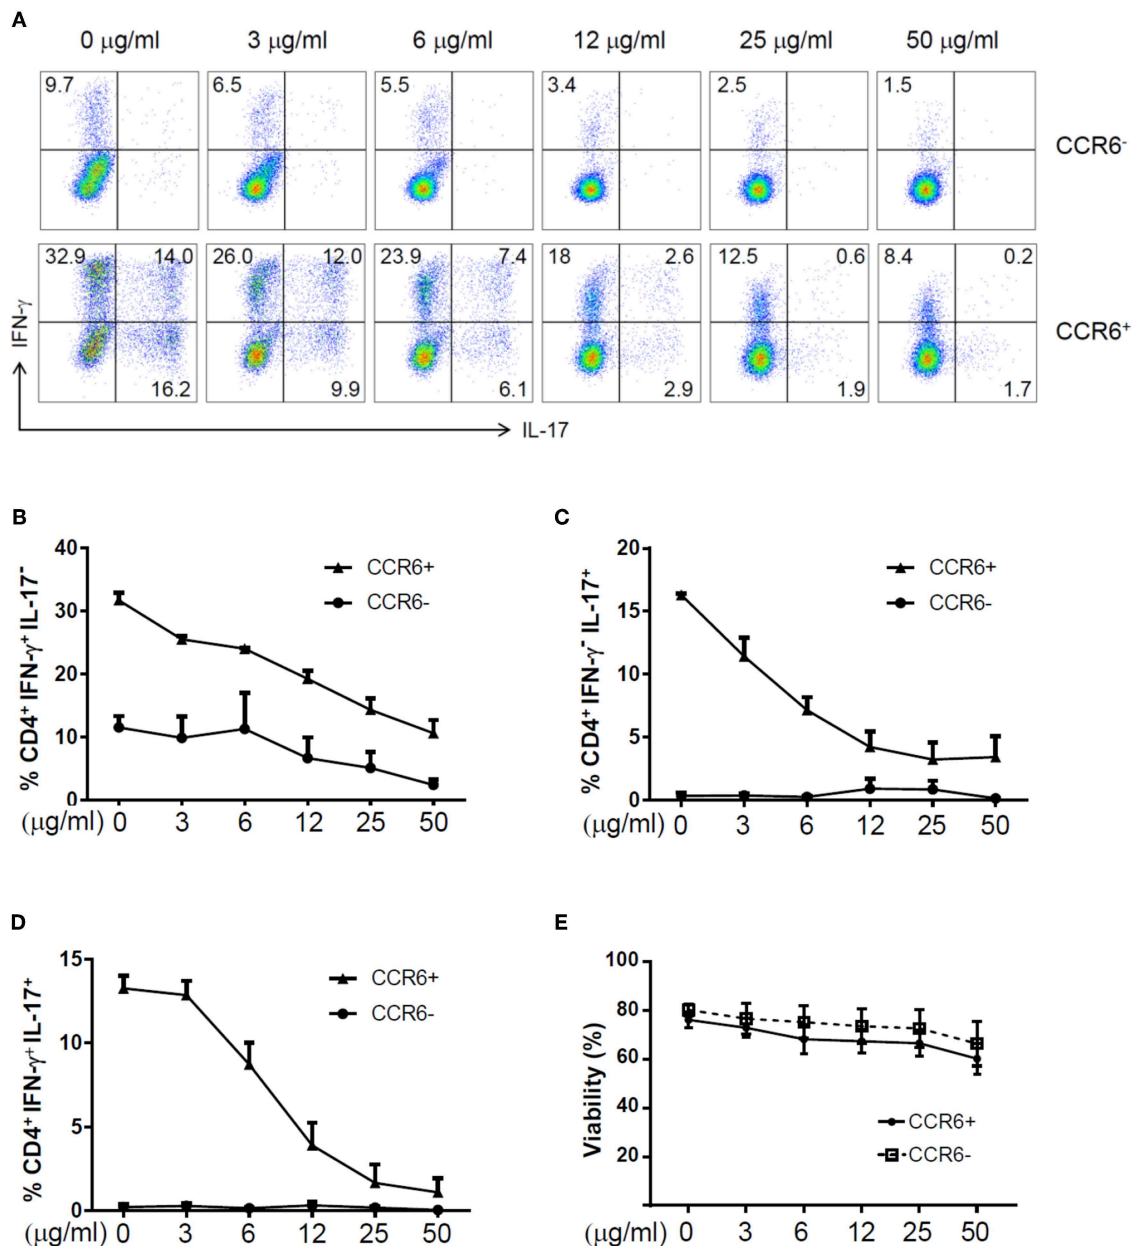 A
0 μg/ml 3 μg/ml 6 μg/ml 12 μg/ml 25 μg/ml 50 μg/ml
9.7 6.5 5.5 3.4 2.5 1.5
CCR6⁻
32.9 14.0 26.0 12.0 23.9 7.4 18 2.6 12.5 0.6 8.4 0.2
CCR6⁺
16.2 9.9 6.1 2.9 1.9 1.7
IFN-γ
IL-17
B
% CD4⁺ IFN-γ⁺ IL-17⁻
40
30
20
10
0
CCR6+
CCR6-
(μg/ml) 0 3 6 12 25 50
C
% CD4⁺ IFN-γ⁻ IL-17⁺
20
15
10
5
0
CCR6+
CCR6-
(μg/ml) 0 3 6 12 25 50
D
% CD4⁺ IFN-γ⁺ IL-17⁺
15
10
5
0
CCR6+
CCR6-
(μg/ml) 0 3 6 12 25 50
E
Viability (%)
100
80
60
40
20
CCR6+
CCR6-
(μg/ml) 0 3 6 12 25 50